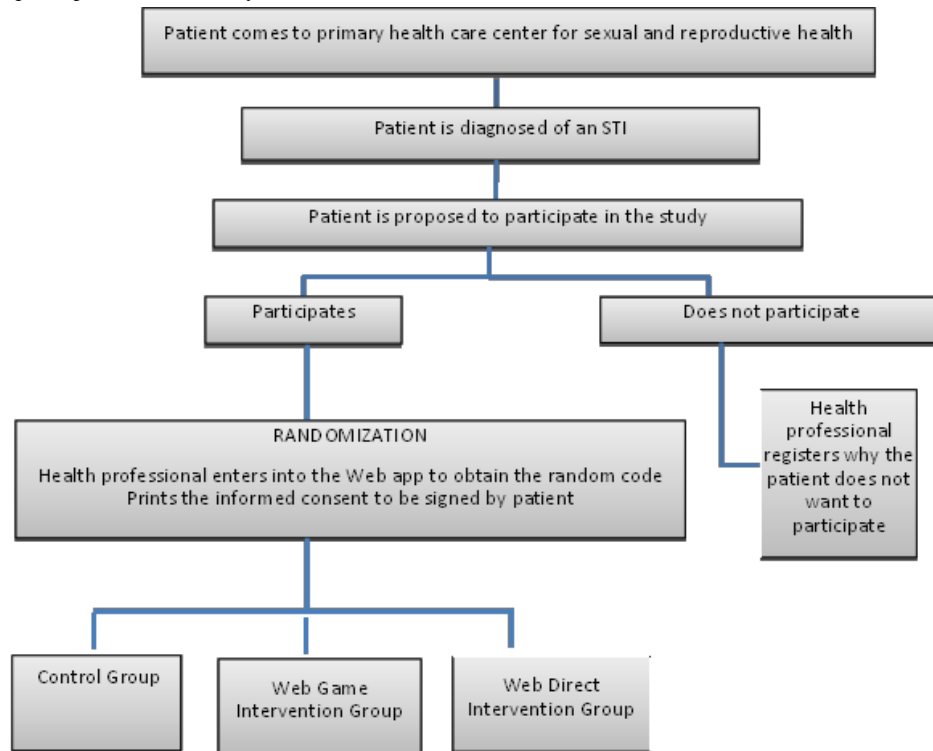 Patient comes to primary health care center for sexual and reproductive health
Patient is diagnosed of an STI
Patient is proposed to participate in the study
Participates
Does not participate
Health
professional
registers why the
patient does not
want to
participate
RANDOMIZATION
Health professional enters into the Web app to obtain the random code
Prints the informed consent to be signed by patient
Control Group
Web Game
Intervention Group
Web Direct
Intervention Group